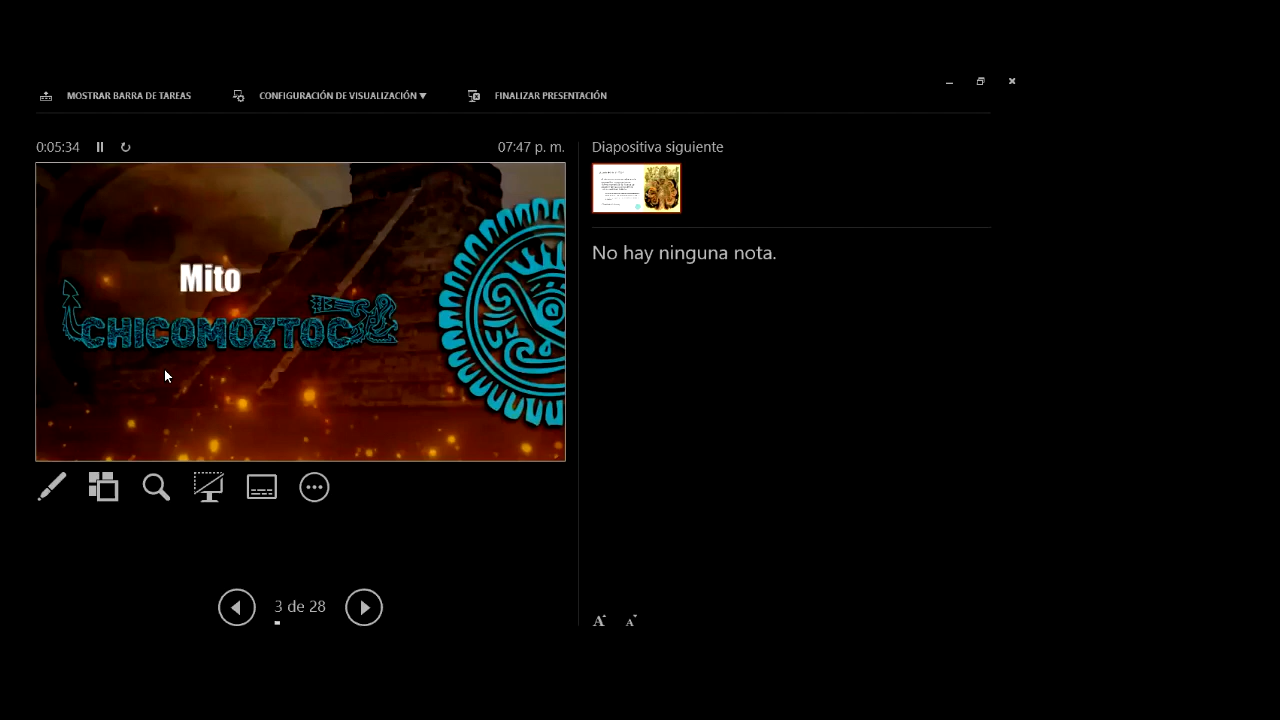 MOSTRAR BARRA DE TAREAS
CONFIGURACIÓN DE VISUALIZACIÓN ▼
FINALIZAR PRESENTACIÓN
0:05:34
07:47 p. m.
Diapositiva siguiente
Mito
CHICOMOZTOC
No hay ninguna nota.
3 de 28
A A